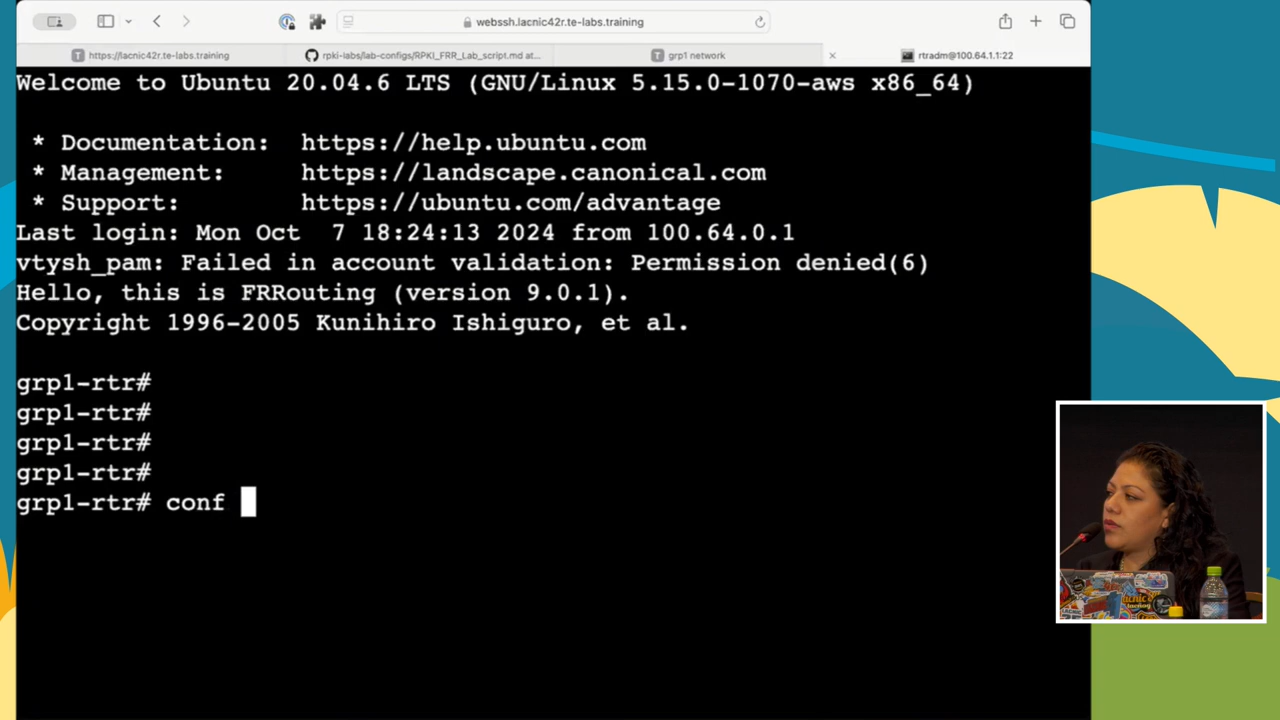 webssh.lacnic42r.te-labs.training
https://lacnic42r.te-labs.training
rpki-labs/lab-configs/RPKI_FRR_Lab_script.md at...
grp1 network
rtradm@100.64.1.1:22
Welcome to Ubuntu 20.04.6 LTS (GNU/Linux 5.15.0-1070-aws x86_64)
* Documentation: https://help.ubuntu.com
* Management: https://landscape.canonical.com
* Support: https://ubuntu.com/advantage
Last login: Mon Oct 7 18:24:13 2024 from 100.64.0.1
vtysh_pam: Failed in account validation: Permission denied(6)
Hello, this is FRRouting (version 9.0.1).
Copyright 1996-2005 Kunihiro Ishiguro, et al.
grp1-rtr#
grp1-rtr#
grp1-rtr#
grp1-rtr#
grp1-rtr# conf